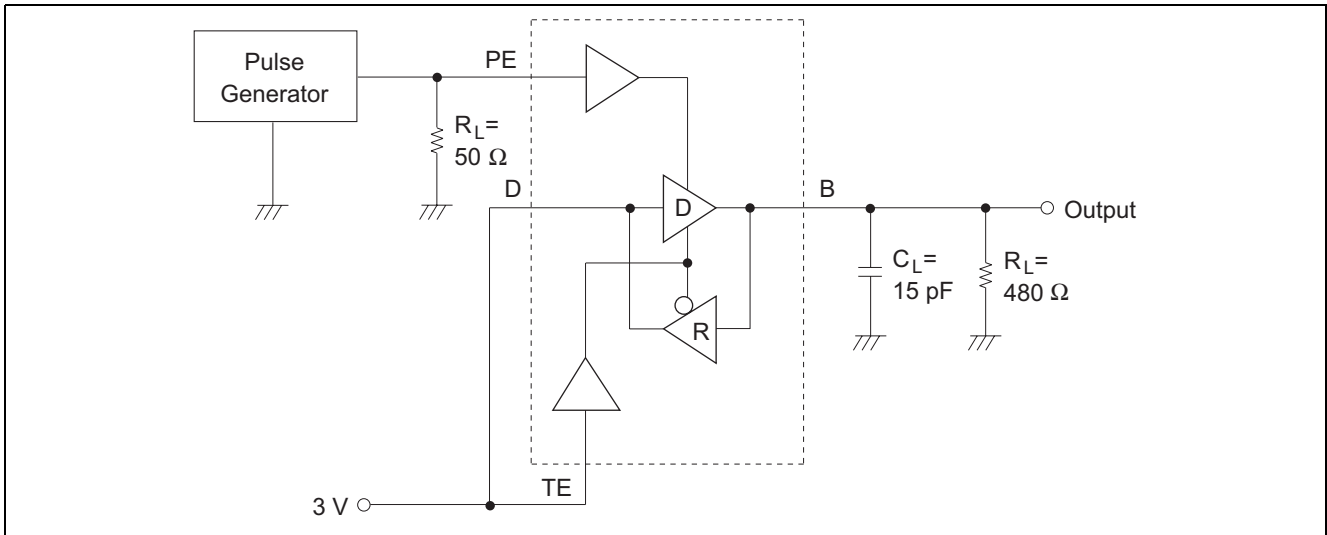 Pulse
Generator
PE
R_L=
50 Ω
D
D
B
Output
C_L=
15 pF
R_L=
480 Ω
R
TE
3 V